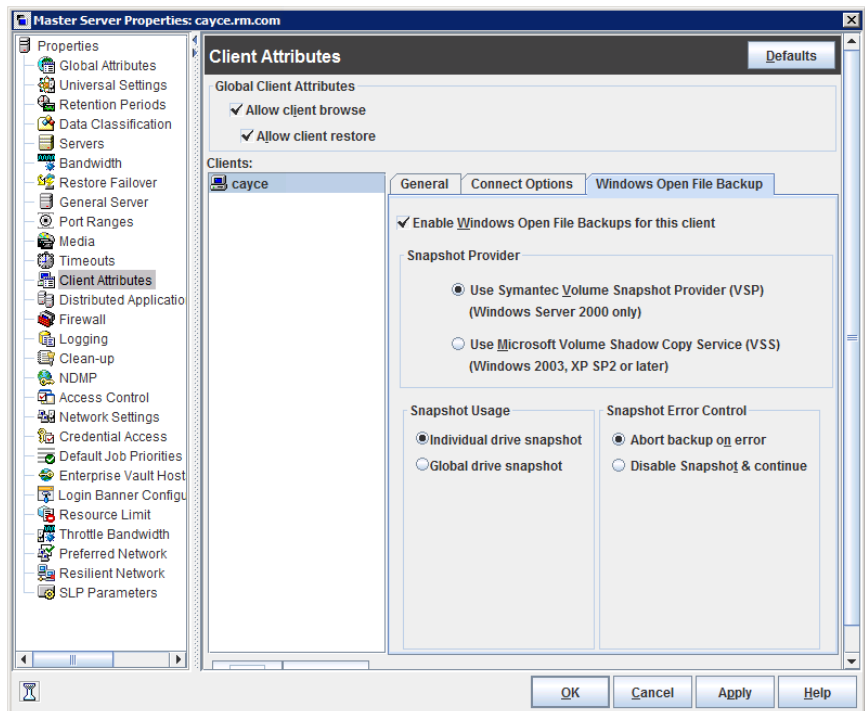 Master Server Properties: cayce.rm.com
Properties
Global Attributes
Universal Settings
Retention Periods
Data Classification
Servers
Bandwidth
Restore Failover
General Server
Port Ranges
Media
Timeouts
Client Attributes
Distributed Applicatio
Firewall
Logging
Clean-up
NDMP
Access Control
Network Settings
Credential Access
Default Job Priorities
Enterprise Vault Host
Login Banner Configu
Resource Limit
Throttle Bandwidth
Preferred Network
Resilient Network
SLP Parameters
Client Attributes
Defaults
Global Client Attributes
Allow client browse
Allow client restore
Clients:
cayce
General Connect Options Windows Open File Backup
Enable Windows Open File Backups for this client
Snapshot Provider
Use Symantec Volume Snapshot Provider (VSP)
(Windows Server 2000 only)
Use Microsoft Volume Shadow Copy Service (VSS)
(Windows 2003, XP SP2 or later)
Snapshot Usage
Individual drive snapshot
Global drive snapshot
Snapshot Error Control
Abort backup on error
Disable Snapshot & continue
OK Cancel Apply Help